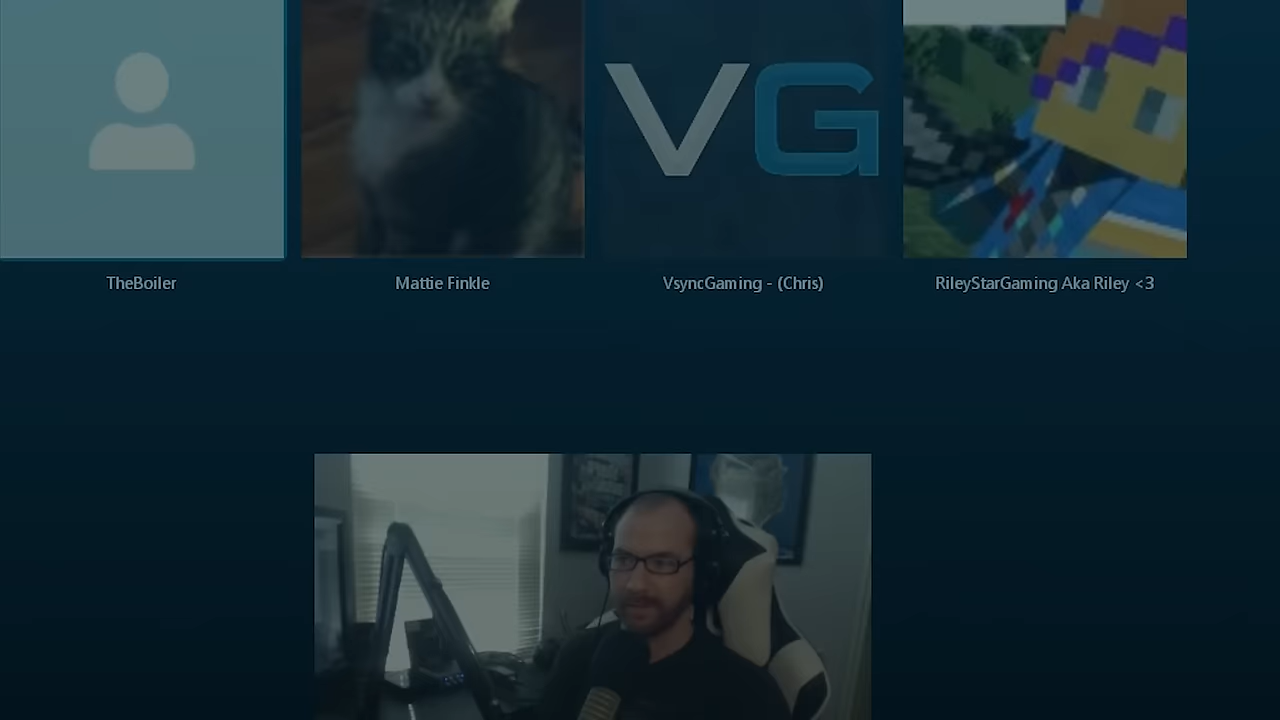 VG
TheBoiler
Mattie Finkle
VsyncGaming - (Chris)
RileyStarGaming Aka Riley <3